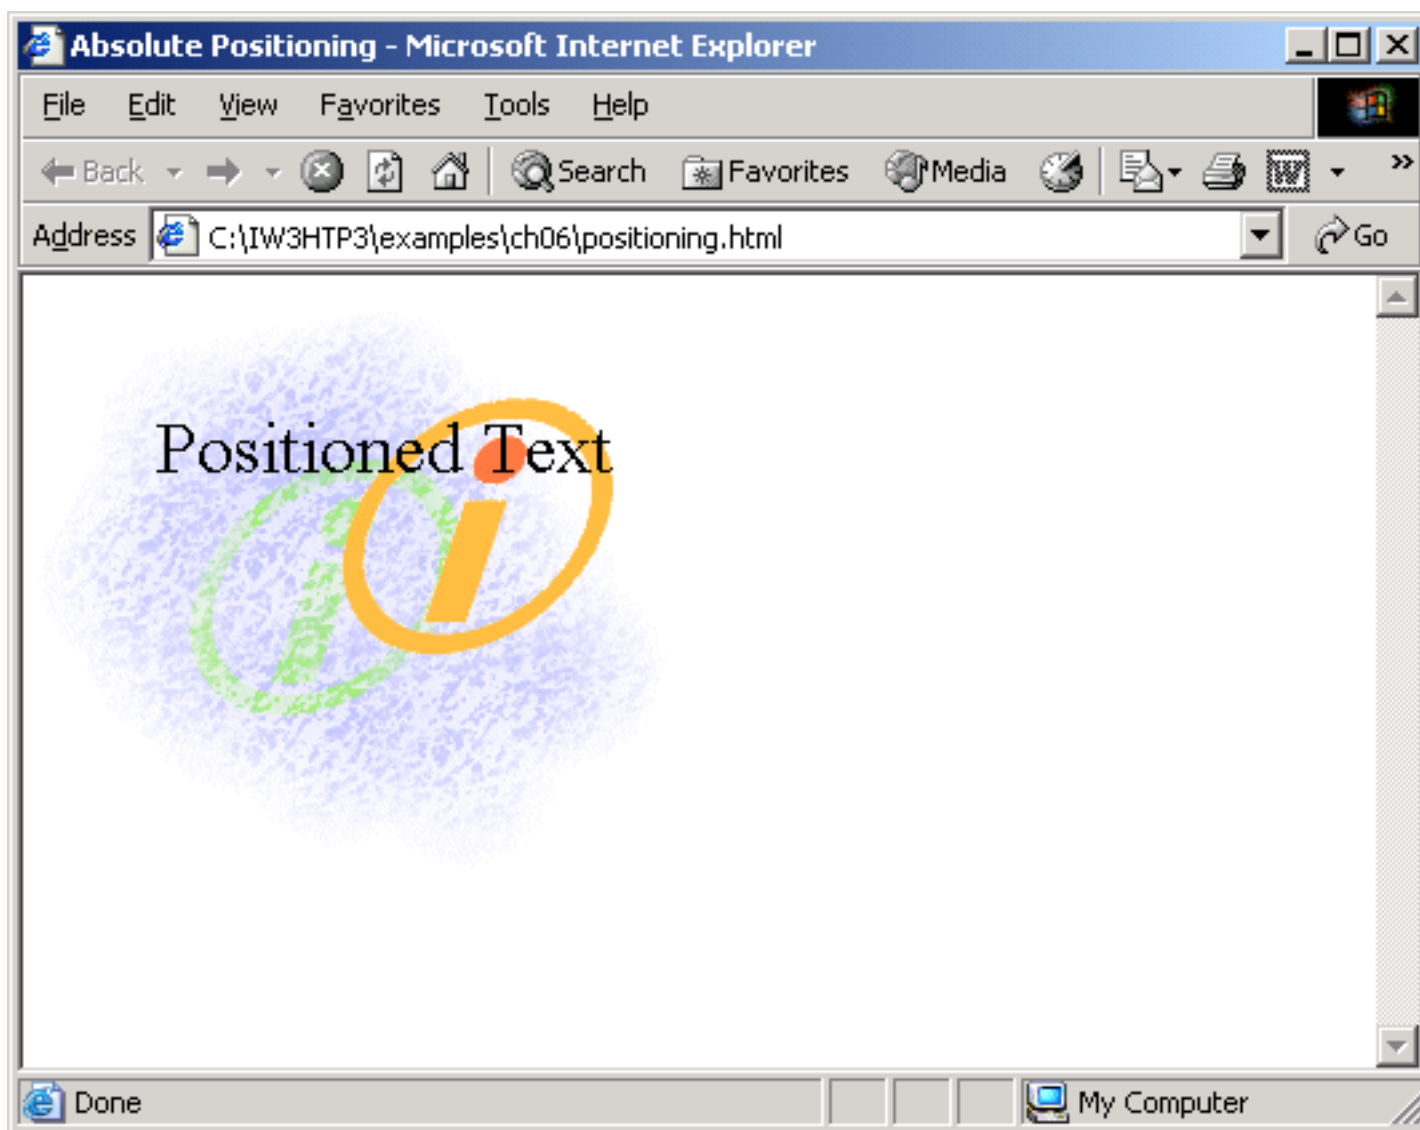 Absolute Positioning - Microsoft Internet Explorer
File Edit View Favorites Tools Help
Back Search Favorites Media W »
Address C:\IW3HTP3\examples\ch06\positioning.html Go
Positioned Text
i
i
Done My Computer